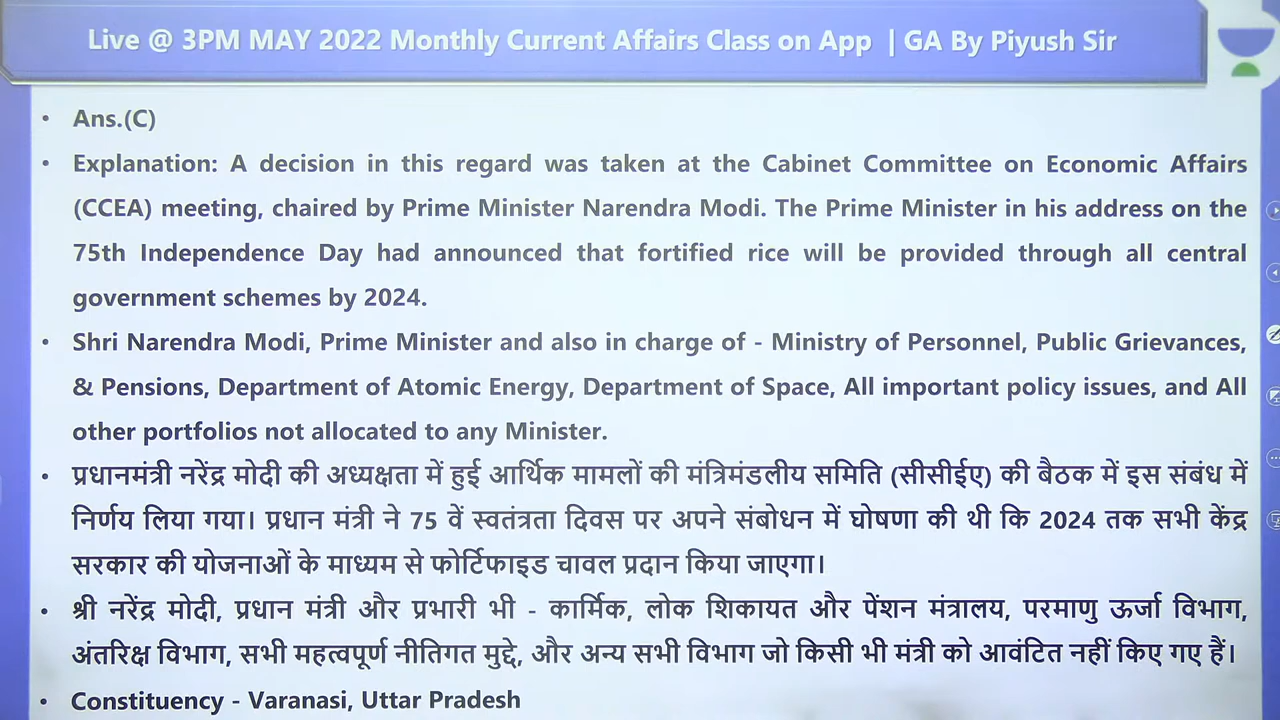 Live @ 3PM MAY 2022 Monthly Current Affairs Class on App | GA By Piyush Sir
• Ans.(C)
• Explanation: A decision in this regard was taken at the Cabinet Committee on Economic Affairs
(CCEA) meeting, chaired by Prime Minister Narendra Modi. The Prime Minister in his address on the
75th Independence Day had announced that fortified rice will be provided through all central
government schemes by 2024.
• Shri Narendra Modi, Prime Minister and also in charge of - Ministry of Personnel, Public Grievances,
& Pensions, Department of Atomic Energy, Department of Space, All important policy issues, and All
other portfolios not allocated to any Minister.
• प्रधानमंत्री नरेंद्र मोदी की अध्यक्षता में हुई आर्थिक मामलों की मंत्रिमंडलीय समिति (सीसीईए) की बैठक में इस संबंध में
निर्णय लिया गया। प्रधान मंत्री ने 75 वें स्वतंत्रता दिवस पर अपने संबोधन में घोषणा की थी कि 2024 तक सभी केंद्र
सरकार की योजनाओं के माध्यम से फोर्टिफाइड चावल प्रदान किया जाएगा।
• श्री नरेंद्र मोदी, प्रधान मंत्री और प्रभारी भी - कार्मिक, लोक शिकायत और पेंशन मंत्रालय, परमाणु ऊर्जा विभाग,
अंतरिक्ष विभाग, सभी महत्वपूर्ण नीतिगत मुद्दे, और अन्य सभी विभाग जो किसी भी मंत्री को आवंटित नहीं किए गए हैं।
• Constituency - Varanasi, Uttar Pradesh